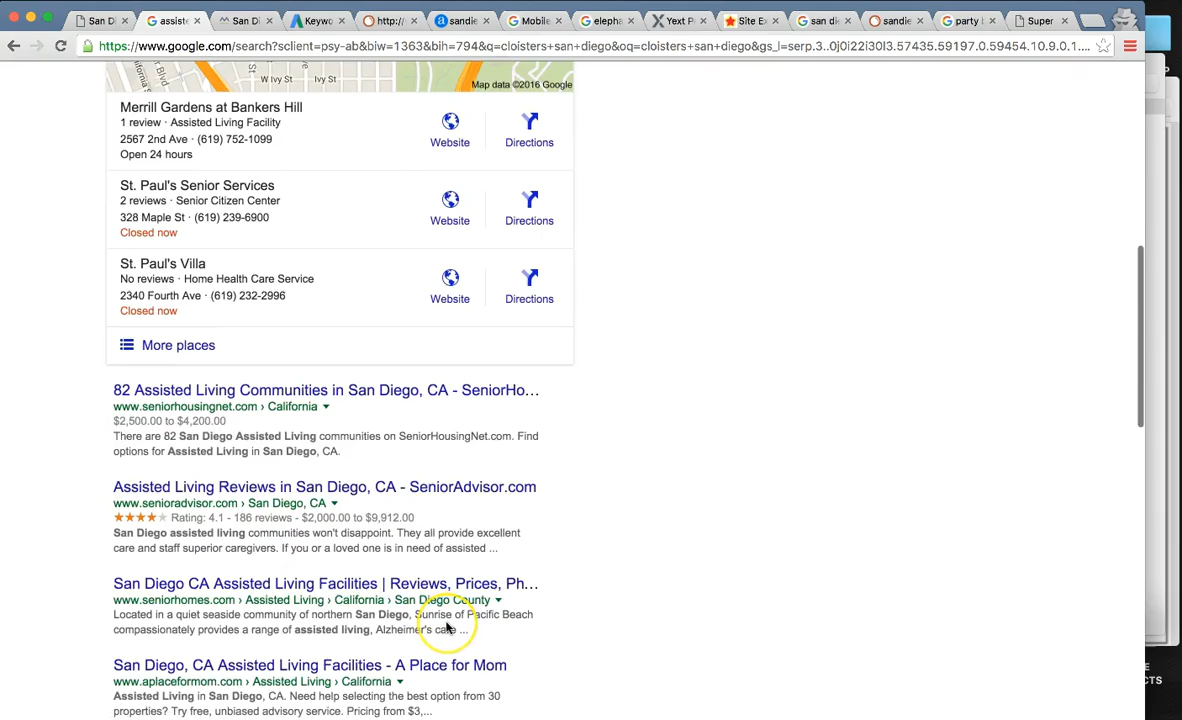 San Di
assiste
San Di
Keywo
http:/
sandie
Mobile
elepha
Yext P
Site Ex
san die
sandie
party b
Super
https://www.google.com/search?sclient=psy-ab&biw=1363&bih=794&q=cloisters+san+diego&oq=cloisters+san+diego&gs_l=serp.3..0j0i22i30l3.57435.59197.0.59454.10.9.0.1....
W Ivy St
Ivy St
Map data ©2016 Google
Merrill Gardens at Bankers Hill
1 review · Assisted Living Facility
2567 2nd Ave · (619) 752-1099
Open 24 hours
Website
Directions
St. Paul's Senior Services
2 reviews · Senior Citizen Center
328 Maple St · (619) 239-6900
Closed now
Website
Directions
St. Paul's Villa
No reviews · Home Health Care Service
2340 Fourth Ave · (619) 232-2996
Closed now
Website
Directions
More places
82 Assisted Living Communities in San Diego, CA - SeniorHo...
www.seniorhousingnet.com › California
$2,500.00 to $4,200.00
There are 82 San Diego Assisted Living communities on SeniorHousingNet.com. Find
options for Assisted Living in San Diego, CA.
Assisted Living Reviews in San Diego, CA - SeniorAdvisor.com
www.senioradvisor.com › San Diego, CA
Rating: 4.1 - 186 reviews - $2,000.00 to $9,912.00
San Diego assisted living communities won't disappoint. They all provide excellent
care and staff superior caregivers. If you or a loved one is in need of assisted ...
San Diego CA Assisted Living Facilities | Reviews, Prices, Ph...
www.seniorhomes.com › Assisted Living › California › San Diego County
Located in a quiet seaside community of northern San Diego, Sunrise of Pacific Beach
compassionately provides a range of assisted living, Alzheimer's care ...
San Diego, CA Assisted Living Facilities - A Place for Mom
www.aplaceformom.com › Assisted Living › California
Assisted Living in San Diego, CA. Need help selecting the best option from 30
properties? Try free, unbiased advisory service. Pricing from $3,...